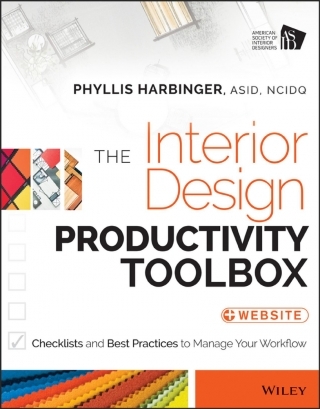 AMERICAN
SOCIETY OF
INTERIOR
DESIGNERS
ASID
PHYLLIS HARBINGER, ASID, NCIDQ
THE Interior
Design
PRODUCTIVITY
TOOLBOX
+ WEBSITE
Checklists and Best Practices to Manage Your Workflow
WILEY